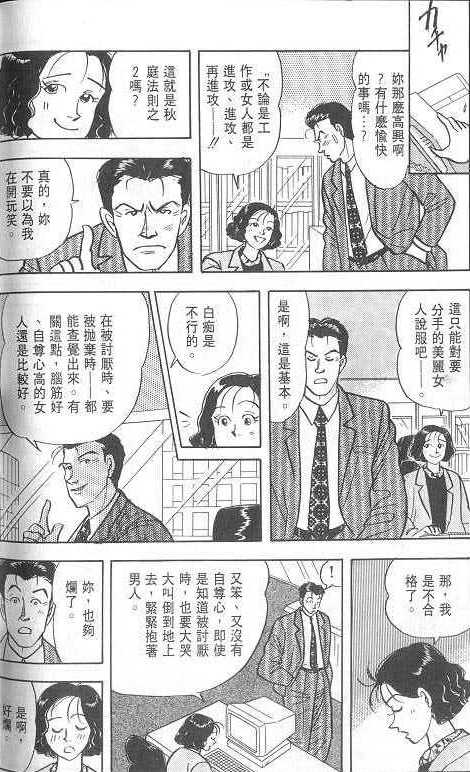 カチャ
妳那麼高興啊
?有什麼愉快
的事嗎…?
"不論是工
作或女人都是
進攻、進攻、
再進攻——!!
這就是秋
庭法則之
2嗎?
真的,妳
不要以為我
在開玩笑。
這只能對要
分手的美麗女
人說服吧——。
是啊,這是基本。
白痴是
不行的。
在被討厭時、要
被拋棄時——都
能查覺出來。有
關這點,腦筋好
、自尊心高的女
人還是比較好。
那,我
是不合
格了。
!
又笨、又沒有
自尊心,即使
是知道被討厭
時,也要大哭
大叫倒到地上
去,緊緊抱著
男人。
妳,也夠
爛了。
是啊,
好爛。